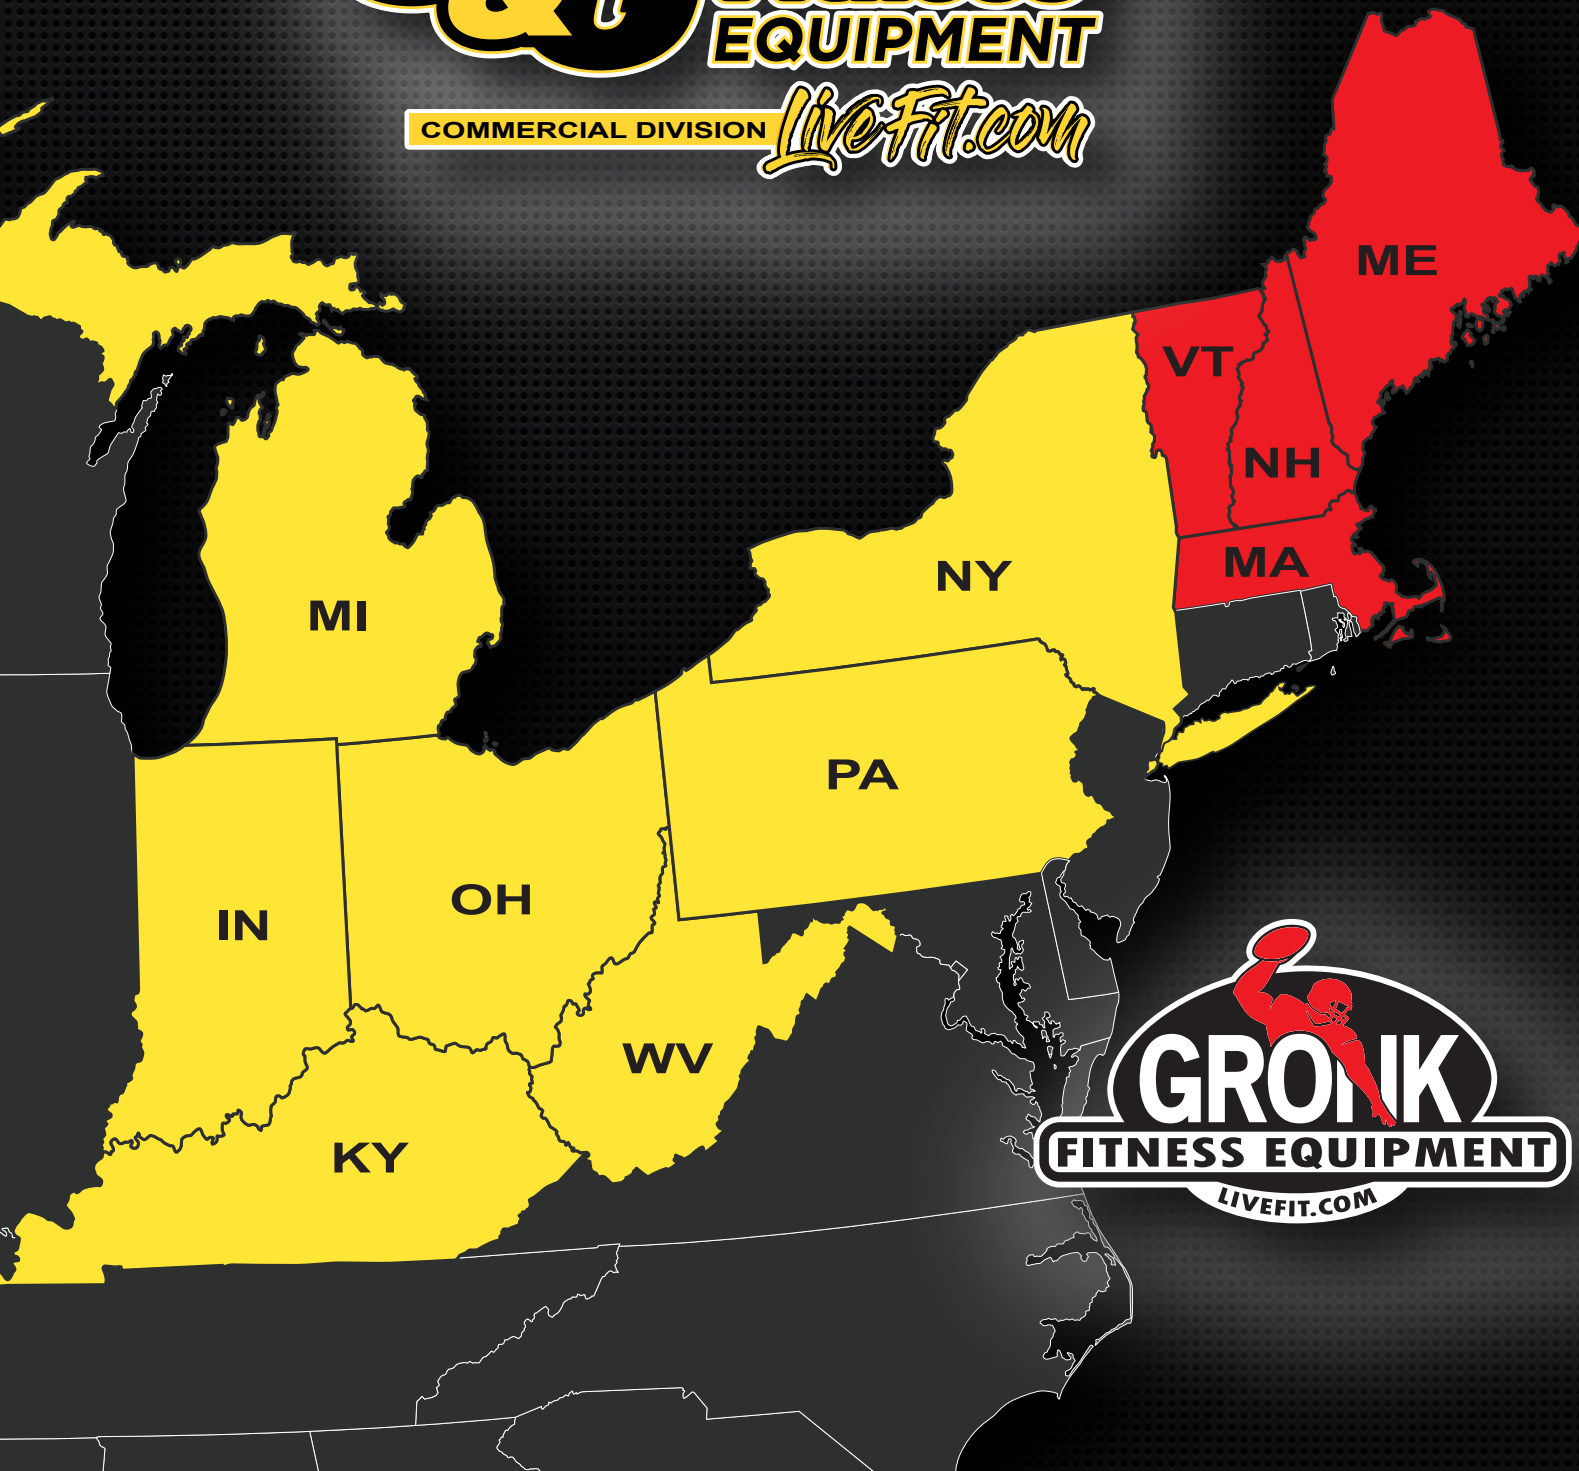 &G
EQUIPMENT
COMMERCIAL DIVISION LiveFit.com
ME
VT
NH
MA
NY
MI
PA
OH
IN
WV
KY
GRONK
FITNESS EQUIPMENT
LIVEFIT.COM